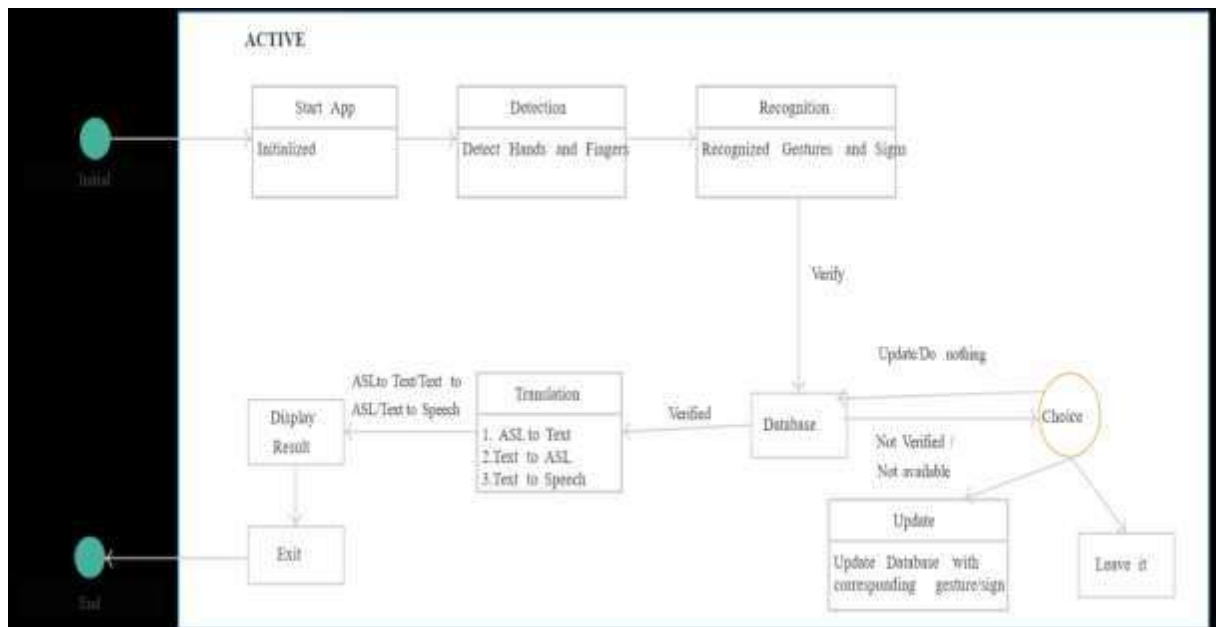 ACTIVE
Start App
Initialized
Detection
Detect Hands and Fingers
Recognition
Recognized Gestures and Signs
Initial
Verify
Update/Do nothing
Choice
Database
Not Verified /
Not available
Verified
Translation
1. ASL to Text
2.Text to ASL
3.Text to Speech
ASLto Text/Text to
ASL/Text to Speech
Display
Result
Exit
End
Update
Update Database with
corresponding gesture/sign
Leave it